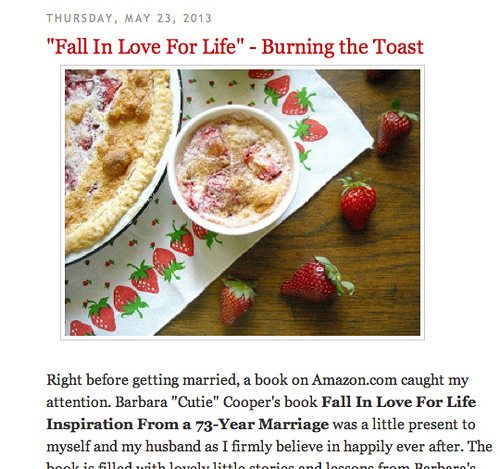 THURSDAY, MAY 23, 2013
"Fall In Love For Life" - Burning the Toast
Right before getting married, a book on Amazon.com caught my
attention. Barbara "Cutie" Cooper's book Fall In Love For Life
Inspiration From a 73-Year Marriage was a little present to
myself and my husband as I firmly believe in happily ever after. The
book is filled with lovely little stories and lessons from Barbara's